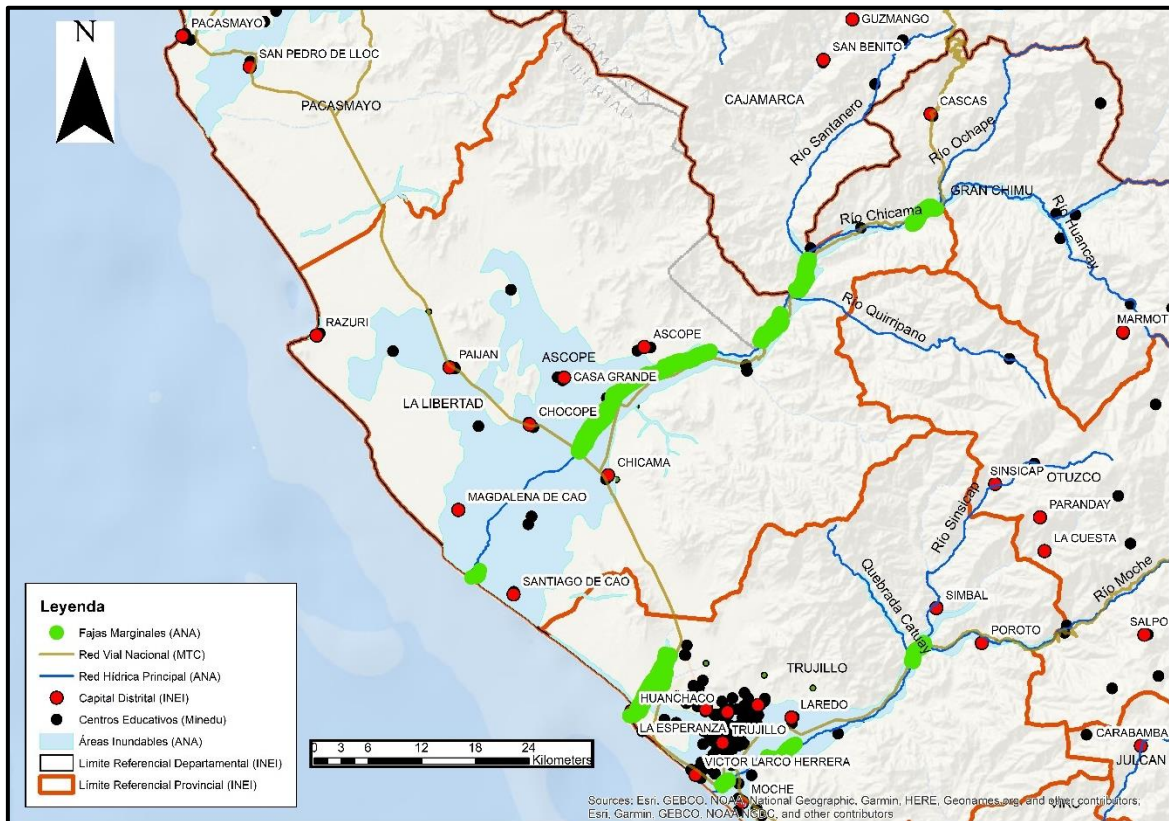 N
PACASMAYO
SAN PEDRO DE LLOC
PACASMAYO
CAJAMARCA
LA LIBERTAD
GUZMANGO
SAN BENITO
CAJAMARCA
CASCAS
Río Santanero
Río Ochape
GRAN CHIMU
Río Chicama
Río Huancay
Río Quirripano
MARMOT
RAZURI
PAIJAN
ASCOPE
ASCOPE
CASA GRANDE
LA LIBERTAD
CHOCOPE
CHICAMA
MAGDALENA DE CAO
SANTIAGO DE CAO
SINSICAP
OTUZCO
Río Sinsicap
PARANDAY
LA CUESTA
Quebrada Catuay
SIMBAL
Río Moche
POROTO
SALPO
TRUJILLO
HUANCHACO
LAREDO
LA ESPERANZA
TRUJILLO
VICTOR LARCO HERRERA
CARABAMBA
JULCAN
MOCHE
VIRU
Leyenda
Fajas Marginales (ANA)
Red Vial Nacional (MTC)
Red Hídrica Principal (ANA)
Capital Distrital (INEI)
Centros Educativos (Minedu)
Áreas Inundables (ANA)
Límite Referencial Departamental (INEI)
Límite Referencial Provincial (INEI)
0 3 6 12 18 24
Kilometers
Sources: Esri, GEBCO, NOAA, National Geographic, Garmin, HERE, Geonames.org, and other contributors;
Esri, Garmin, GEBCO, NOAA NGDC, and other contributors